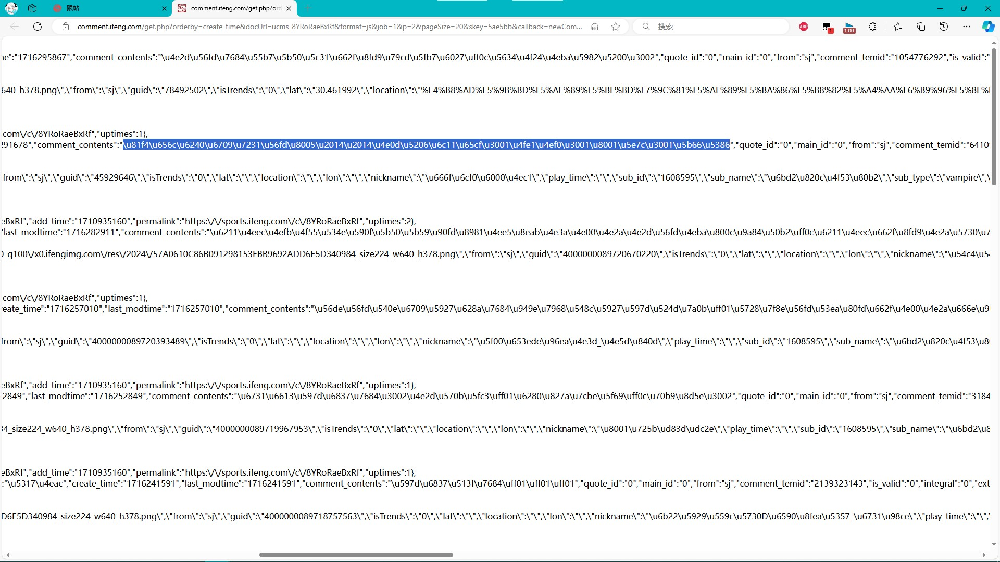 跟帖
comment.ifeng.com/get.php?ord
comment.ifeng.com/get.php?orderby=create_time&docUrl=ucms_8YRoRaeBxRf&format=js&job=1&p=2&pageSize=20&skey=5ae5bb&callback=newCom...
搜索
ABP
1
1.00
ne":"1716295867","comment_contents":"\u4e2d\u56fd\u7684\u55b7\u5b50\u5c31\u662f\u8fd9\u79cd\u5fb7\u6027\uff0c\u5634\u4f24\u4eba\u5982\u5200\u3002","quote_id":"0","main_id":"0","from":"sj","comment_temid":"1054776292","is_valid":"
640_h378.png\",\"from\":\"sj\",\"guid\":\"78492502\",\"isTrends\":\"0\",\"lat\":\"30.461992\",\"location\":\"%E4%B8%AD%E5%9B%BD%E5%AE%89%E5%BE%BD%E7%9C%81%E5%AE%89%E5%BA%86%E5%B8%82%E5%A4%AA%E6%B9%96%E5%8E%
com\/c\/8YRoRaeBxRf","uptimes":1},
291678","comment_contents":"\u81f4\u656c\u6240\u6709\u7231\u56fd\u8005\u2014\u2014\u4e0d\u5206\u6c11\u65cf\u3001\u4fe1\u4ef0\u3001\u8001\u5e7c\u3001\u5b66\u5386","quote_id":"0","main_id":"0","from":"sj","comment_temid":"6410
from\":\"sj\",\"guid\":\"45929646\",\"isTrends\":\"0\",\"lat\":\"\",\"location\":\"\",\"lon\":\"\",\"nickname\":\"\u666f\u6cf0\u6000\u4ec1\",\"play_time\":\"\",\"sub_id\":\"1608595\",\"sub_name\":\"\u6bd2\u820c\u4f53\u80b2\",\"sub_type\":\"vampire\",\
eBxRf","add_time":"1710935160","permalink":"https:\/\/sports.ifeng.com\/c\/8YRoRaeBxRf","uptimes":2},
"last_modtime":"1716282911","comment_contents":"\u6211\u4eec\u4efb\u4f55\u534e\u590f\u5b50\u5b59\u90fd\u8981\u4ee5\u8eab\u4e3a\u4e00\u4e2a\u4e2d\u56fd\u4eba\u800c\u9a84\u50b2\uff0c\u6211\u4eec\u662f\u8fd9\u4e2a\u5730\u7
0_q100\/x0.ifengimg.com\/res\/2024\/57A0610C86B091298153EBB9692ADD6E5D340984_size224_w640_h378.png\",\"from\":\"sj\",\"guid\":\"4000000089720670220\",\"isTrends\":\"0\",\"lat\":\"\",\"location\":\"\",\"lon\":\"\",\"nickname\":\"\u54c4\u54
com\/c\/8YRoRaeBxRf","uptimes":1},
eate_time":"1716257010","last_modtime":"1716257010","comment_contents":"\u56de\u56fd\u540e\u6709\u5927\u628a\u7684\u949e\u7968\u548c\u5927\u597d\u524d\u7a0b\uff01\u5728\u7f8e\u56fd\u53ea\u80fd\u662f\u4e00\u4e2a\u666e\u9
from\":\"sj\",\"guid\":\"4000000089720393489\",\"isTrends\":\"0\",\"lat\":\"\",\"location\":\"\",\"lon\":\"\",\"nickname\":\"\u5f00\u653ede\u96ea\u4e3d_\u4e5d\u840d\",\"play_time\":\"\",\"sub_id\":\"1608595\",\"sub_name\":\"\u6bd2\u820c\u4f53\u8
eBxRf","add_time":"1710935160","permalink":"https:\/\/sports.ifeng.com\/c\/8YRoRaeBxRf","uptimes":1},
2849","last_modtime":"1716252849","comment_contents":"\u6731\u6613\u597d\u6837\u7684\u3002\u4e2d\u570b\u5fc3\uff01\u6280\u827a\u7cbe\u5f69\uff0c\u70b9\u8d5e\u3002","quote_id":"0","main_id":"0","from":"sj","comment_temid":"3184
84_size224_w640_h378.png\",\"from\":\"sj\",\"guid\":\"4000000089719967953\",\"isTrends\":\"0\",\"lat\":\"\",\"location\":\"\",\"lon\":\"\",\"nickname\":\"\u8001\u725b\ud83d\udc2e\",\"play_time\":\"\",\"sub_id\":\"1608595\",\"sub_name\":\"\u6bd2\u8
eBxRf","add_time":"1710935160","permalink":"https:\/\/sports.ifeng.com\/c\/8YRoRaeBxRf","uptimes":1},
:"\u5317\u4eac","create_time":"1716241591","last_modtime":"1716241591","comment_contents":"\u597d\u6837\u513f\u7684\uff01\uff01\uff01","quote_id":"0","main_id":"0","from":"sj","comment_temid":"2139323143","is_valid":"0","integral":"0","ext
D6E5D340984_size224_w640_h378.png\",\"from\":\"sj\",\"guid\":\"4000000089718757563\",\"isTrends\":\"0\",\"lat\":\"\",\"location\":\"\",\"lon\":\"\",\"nickname\":\"\u6b22\u5929\u559c\u5730D\u6590\u8fea\u5357_\u6731\u98ce\",\"play_time\":\"\",\